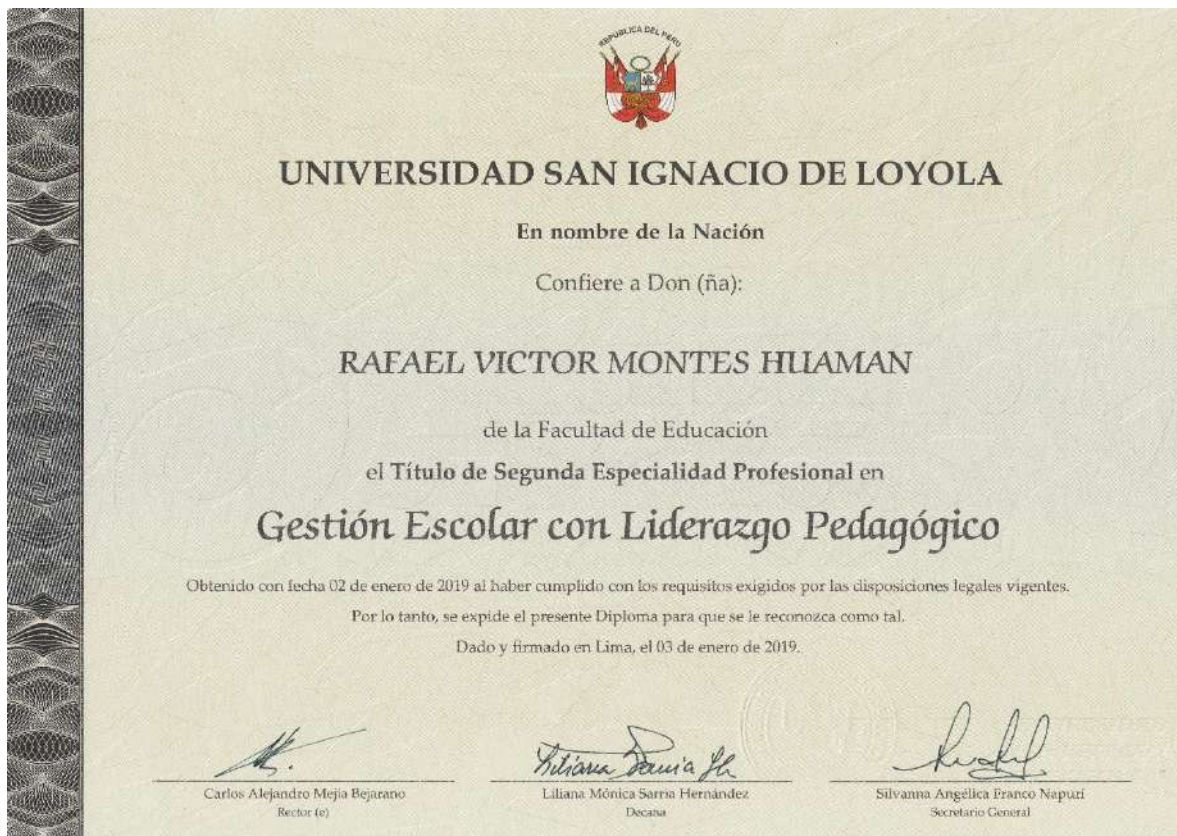 REPUBLICA DEL PERU
UNIVERSIDAD SAN IGNACIO DE LOYOLA
En nombre de la Nación
Confiere a Don (ña):
RAFAEL VICTOR MONTES HUAMAN
de la Facultad de Educación
el Título de Segunda Especialidad Profesional en
Gestión Escolar con Liderazgo Pedagógico
Obtenido con fecha 02 de enero de 2019 al haber cumplido con los requisitos exigidos por las disposiciones legales vigentes.
Por lo tanto, se expide el presente Diploma para que se le reconozca como tal.
Dado y firmado en Lima, el 03 de enero de 2019.
Carlos Alejandro Mejia Bejarano
Rector (e)
Liliana Mónica Sarria Hernández
Decana
Silvanna Angélica Franco Napurí
Secretario General